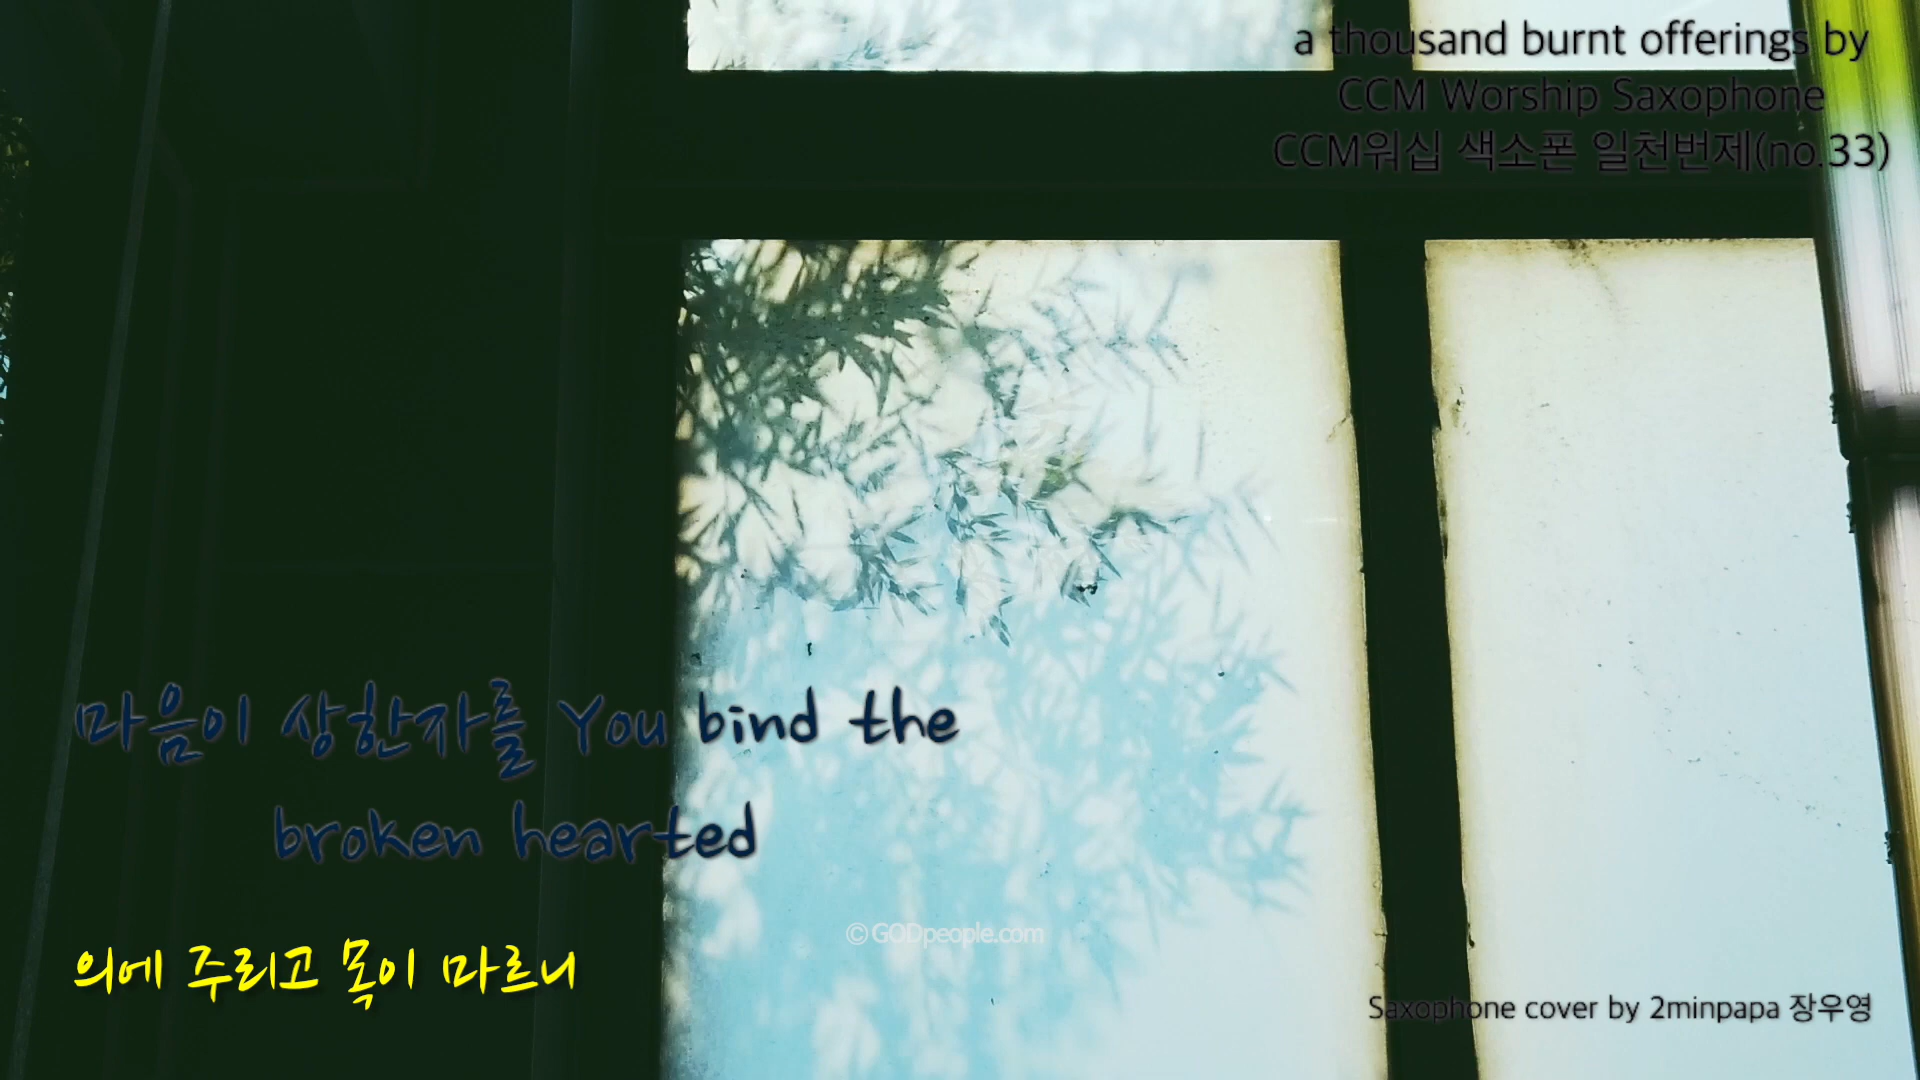 a thousand burnt offerings by
CCM Worship Saxophone
CCM워십 색소폰 일천번제(no.33)
마음이 상한자를 You bind the
broken hearted
의에 주리고 목이 마르니
©GODpeople.com
Saxophone cover by 2minpapa 장우영